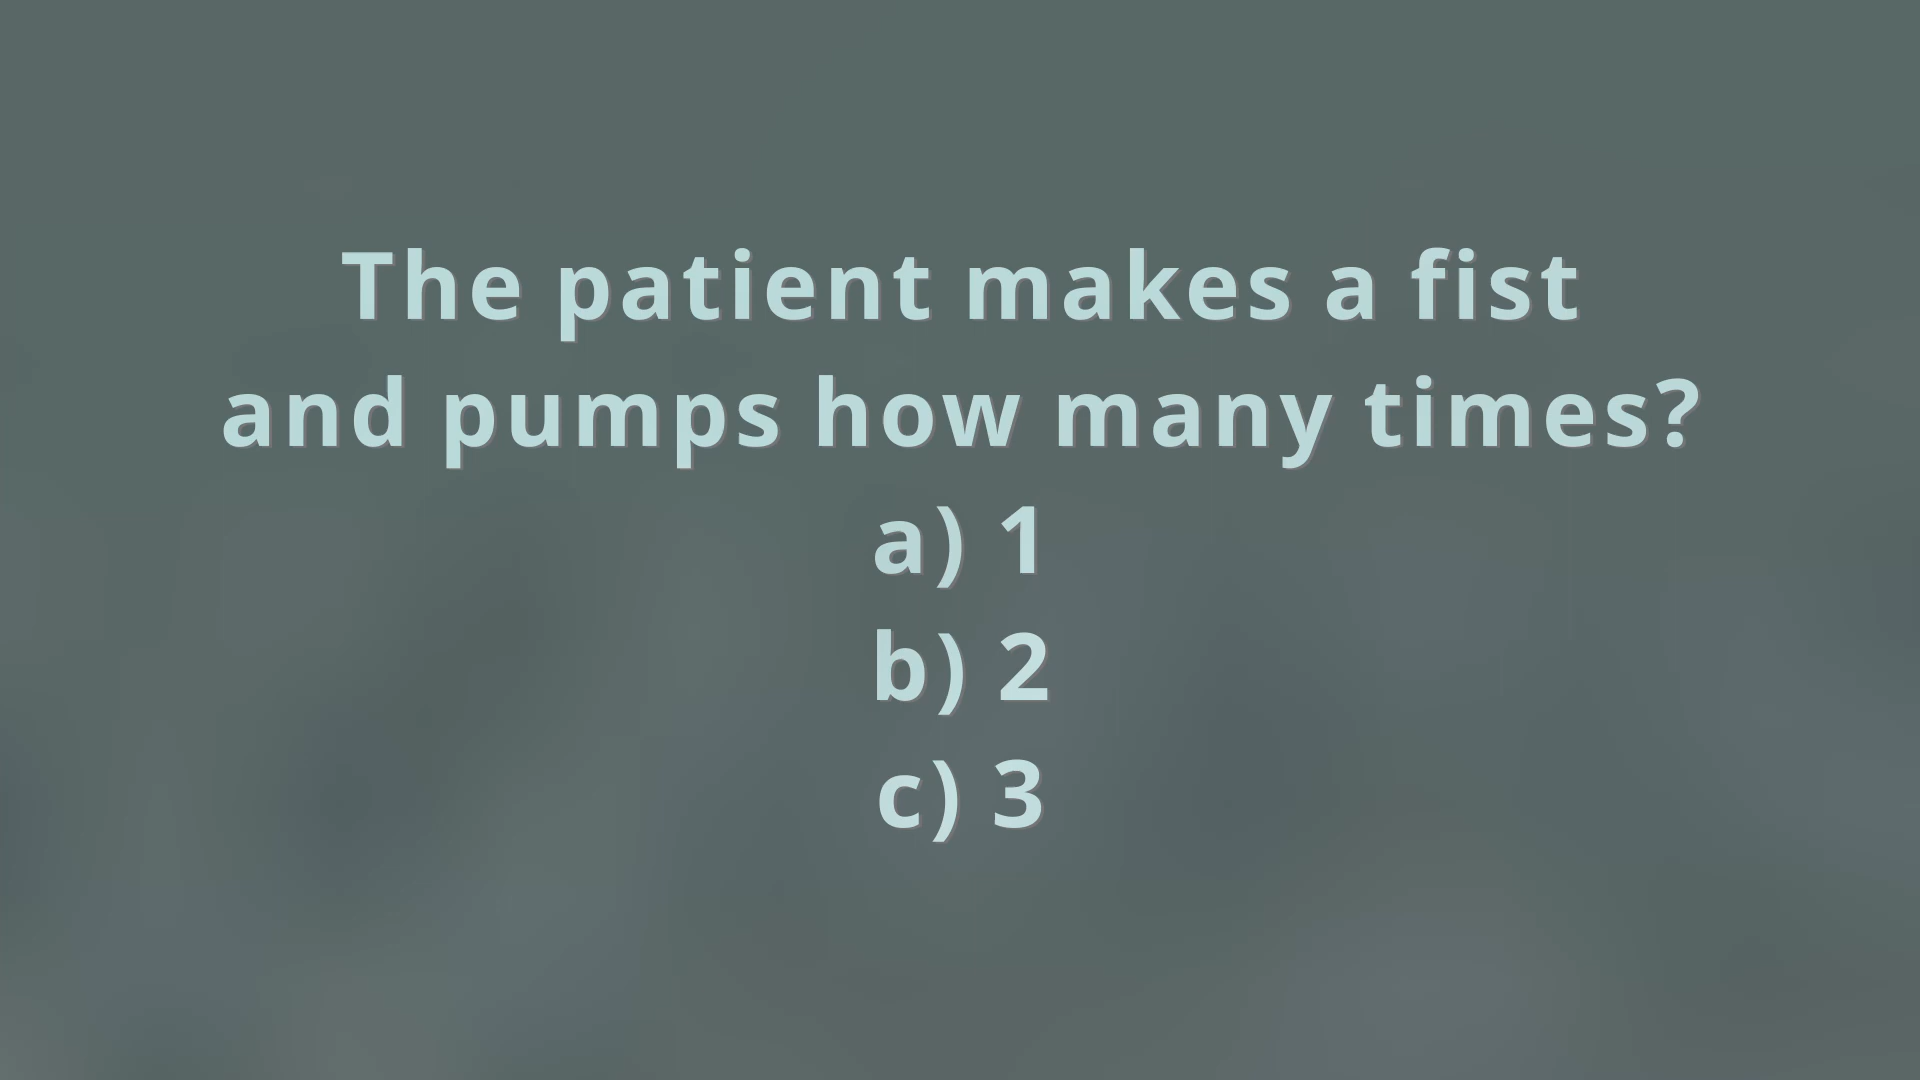 The patient makes a fist
and pumps how many times?
a) 1
b) 2
c) 3